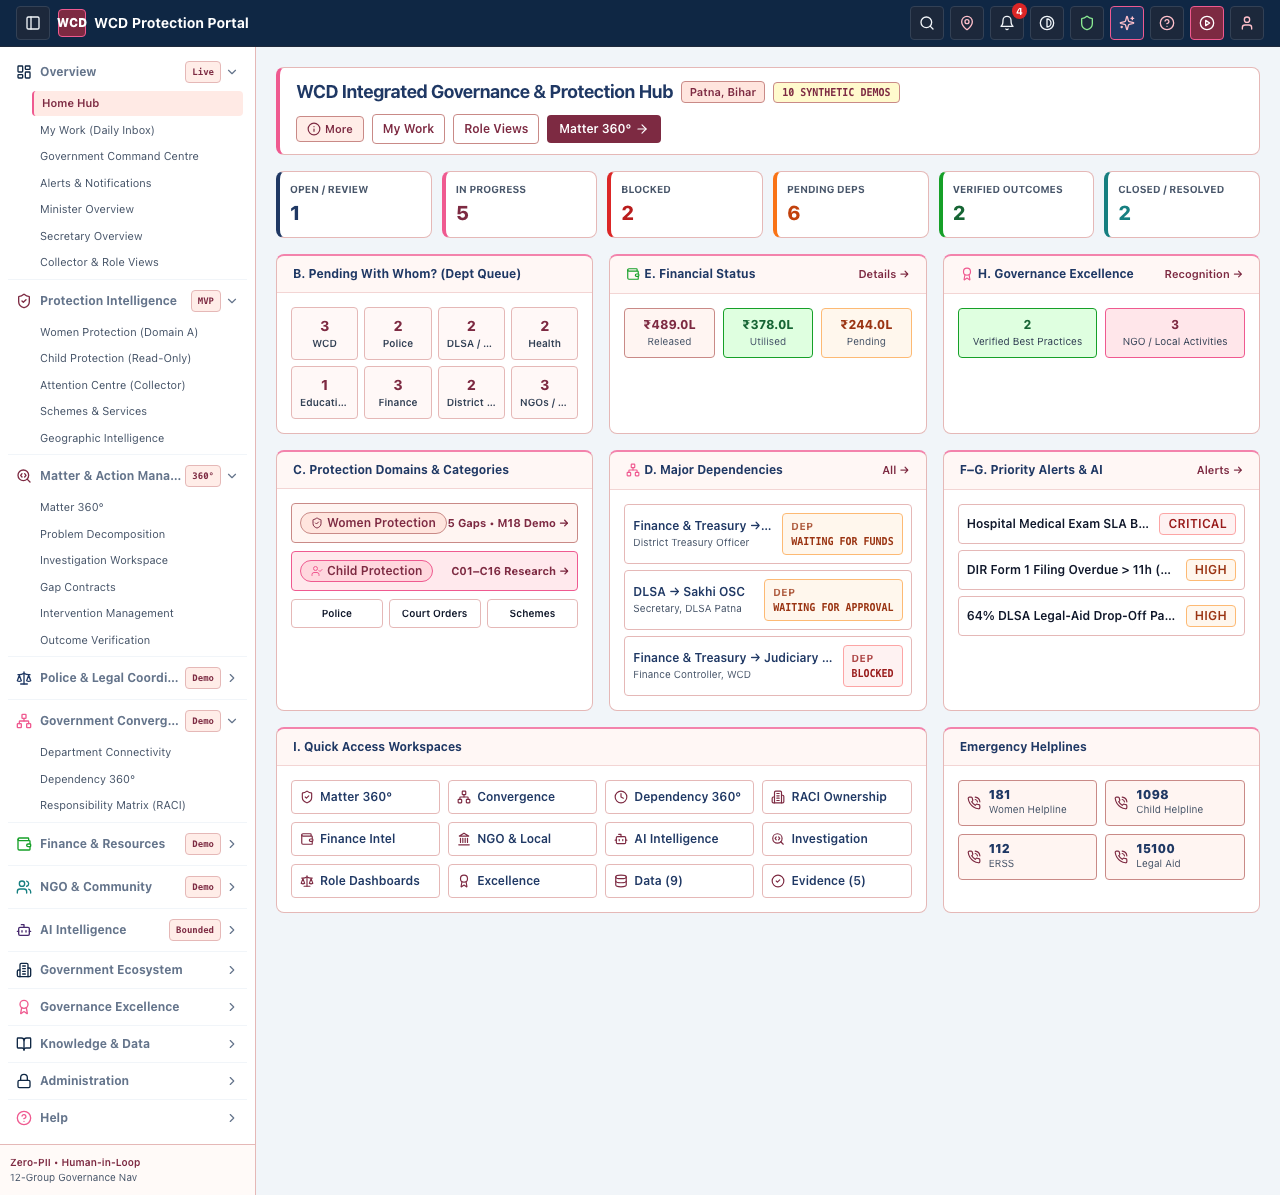 WCD WCD Protection Portal
4
Overview Live
Home Hub
My Work (Daily Inbox)
Government Command Centre
Alerts & Notifications
Minister Overview
Secretary Overview
Collector & Role Views
Protection Intelligence MVP
Women Protection (Domain A)
Child Protection (Read-Only)
Attention Centre (Collector)
Schemes & Services
Geographic Intelligence
Matter & Action Mana... 360°
Matter 360°
Problem Decomposition
Investigation Workspace
Gap Contracts
Intervention Management
Outcome Verification
Police & Legal Coordi... Demo
Government Converg... Demo
Department Connectivity
Dependency 360°
Responsibility Matrix (RACI)
Finance & Resources Demo
NGO & Community Demo
AI Intelligence Bounded
Government Ecosystem
Governance Excellence
Knowledge & Data
Administration
Help
Zero-PII • Human-in-Loop
12-Group Governance Nav
WCD Integrated Governance & Protection Hub Patna, Bihar 10 SYNTHETIC DEMOS
More My Work Role Views Matter 360° →
OPEN / REVIEW
1
IN PROGRESS
5
BLOCKED
2
PENDING DEPS
6
VERIFIED OUTCOMES
2
CLOSED / RESOLVED
2
B. Pending With Whom? (Dept Queue)
3 2 2 2
WCD Police DLSA / ... Health
1 3 2 3
Educati... Finance District ... NGOs / ...
E. Financial Status Details →
₹489.0L ₹378.0L ₹244.0L
Released Utilised Pending
H. Governance Excellence Recognition →
2 3
Verified Best Practices NGO / Local Activities
C. Protection Domains & Categories
Women Protection 5 Gaps • M18 Demo →
Child Protection C01–C16 Research →
Police Court Orders Schemes
D. Major Dependencies All →
Finance & Treasury →...
District Treasury Officer
DEP
WAITING FOR FUNDS
DLSA → Sakhi OSC
Secretary, DLSA Patna
DEP
WAITING FOR APPROVAL
Finance & Treasury → Judiciary ...
Finance Controller, WCD
DEP
BLOCKED
F–G. Priority Alerts & AI Alerts →
Hospital Medical Exam SLA B... CRITICAL
DIR Form 1 Filing Overdue > 11h (... HIGH
64% DLSA Legal-Aid Drop-Off Pa... HIGH
I. Quick Access Workspaces
Matter 360° Convergence Dependency 360° RACI Ownership
Finance Intel NGO & Local AI Intelligence Investigation
Role Dashboards Excellence Data (9) Evidence (5)
Emergency Helplines
181
Women Helpline
1098
Child Helpline
112
ERSS
15100
Legal Aid